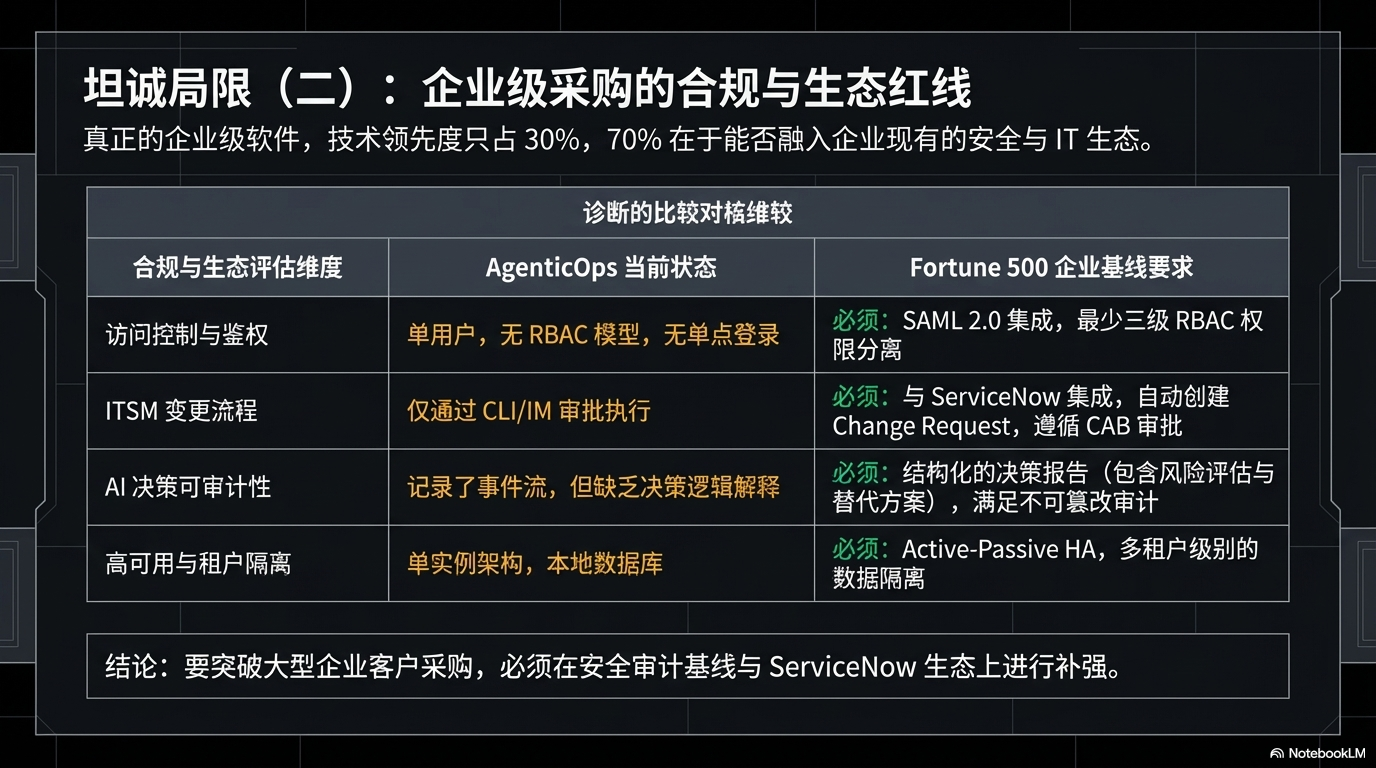 坦诚局限（二）：企业级采购的合规与生态红线
真正的企业级软件，技术领先度只占 30%，70% 在于能否融入企业现有的安全与 IT 生态。
诊断的比较对核维较
合规与生态评估维度
AgenticOps 当前状态
Fortune 500 企业基线要求
访问控制与鉴权
单用户，无 RBAC 模型，无单点登录
必须：SAML 2.0 集成，最少三级 RBAC 权
限分离
ITSM 变更流程
仅通过 CLI/IM 审批执行
必须：与 ServiceNow 集成，自动创建
Change Request，遵循 CAB 审批
AI 决策可审计性
记录了事件流，但缺乏决策逻辑解释
必须：结构化的决策报告（包含风险评估与
替代方案），满足不可篡改审计
高可用与租户隔离
单实例架构，本地数据库
必须：Active-Passive HA，多租户级别的
数据隔离
结论：要突破大型企业客户采购，必须在安全审计基线与 ServiceNow 生态上进行补强。
NotebookLM